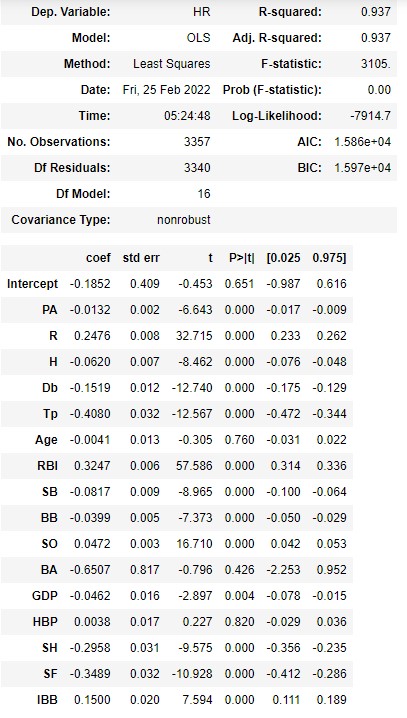 Dep. Variable: HR R-squared: 0.937
Model: OLS Adj. R-squared: 0.937
Method: Least Squares F-statistic: 3105.
Date: Fri, 25 Feb 2022 Prob (F-statistic): 0.00
Time: 05:24:48 Log-Likelihood: -7914.7
No. Observations: 3357 AIC: 1.586e+04
Df Residuals: 3340 BIC: 1.597e+04
Df Model: 16
Covariance Type: nonrobust
coef std err t P>|t| [0.025 0.975]
Intercept -0.1852 0.409 -0.453 0.651 -0.987 0.616
PA -0.0132 0.002 -6.643 0.000 -0.017 -0.009
R 0.2476 0.008 32.715 0.000 0.233 0.262
H -0.0620 0.007 -8.462 0.000 -0.076 -0.048
Db -0.1519 0.012 -12.740 0.000 -0.175 -0.129
Tp -0.4080 0.032 -12.567 0.000 -0.472 -0.344
Age -0.0041 0.013 -0.305 0.760 -0.031 0.022
RBI 0.3247 0.006 57.586 0.000 0.314 0.336
SB -0.0817 0.009 -8.965 0.000 -0.100 -0.064
BB -0.0399 0.005 -7.373 0.000 -0.050 -0.029
SO 0.0472 0.003 16.710 0.000 0.042 0.053
BA -0.6507 0.817 -0.796 0.426 -2.253 0.952
GDP -0.0462 0.016 -2.897 0.004 -0.078 -0.015
HBP 0.0038 0.017 0.227 0.820 -0.029 0.036
SH -0.2958 0.031 -9.575 0.000 -0.356 -0.235
SF -0.3489 0.032 -10.928 0.000 -0.412 -0.286
IBB 0.1500 0.020 7.594 0.000 0.111 0.189